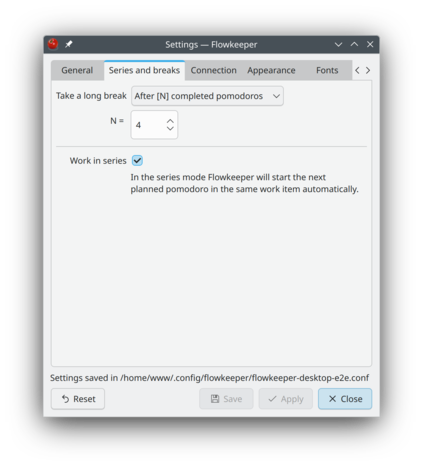 Settings — Flowkeeper
General Series and breaks Connection Appearance Fonts
Take a long break After [N] completed pomodoros
N = 4
Work in series
In the series mode Flowkeeper will start the next
planned pomodoro in the same work item automatically.
Settings saved in /home/www/.config/flowkeeper/flowkeeper-desktop-e2e.conf
Reset Save Apply Close